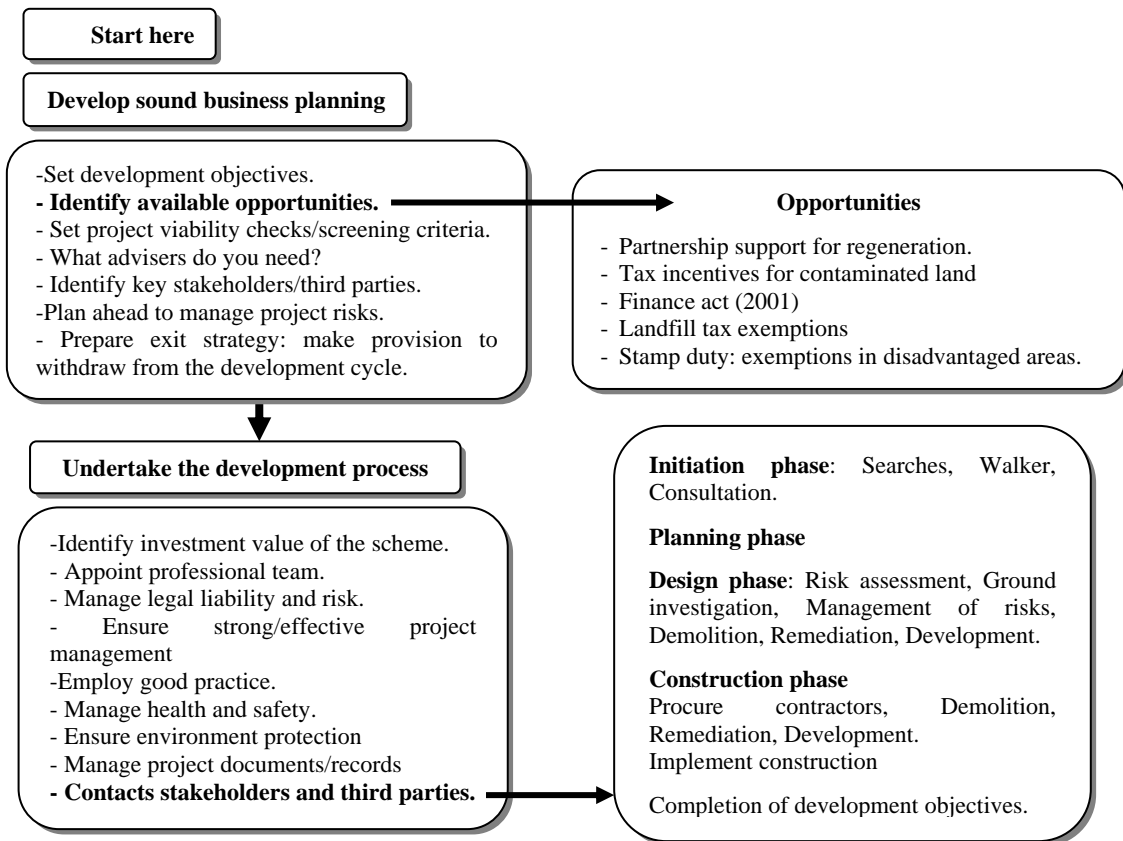 Start here
Develop sound business planning
-Set development objectives.
- Identify available opportunities.
- Set project viability checks/screening criteria.
- What advisers do you need?
- Identify key stakeholders/third parties.
-Plan ahead to manage project risks.
- Prepare exit strategy: make provision to
withdraw from the development cycle.
Opportunities
- Partnership support for regeneration.
- Tax incentives for contaminated land
- Finance act (2001)
- Landfill tax exemptions
- Stamp duty: exemptions in disadvantaged areas.
Undertake the development process
-Identify investment value of the scheme.
- Appoint professional team.
- Manage legal liability and risk.
- Ensure strong/effective project
management
-Employ good practice.
- Manage health and safety.
- Ensure environment protection
- Manage project documents/records
- Contacts stakeholders and third parties.
Initiation phase: Searches, Walker,
Consultation.
Planning phase
Design phase: Risk assessment, Ground
investigation, Management of risks,
Demolition, Remediation, Development.
Construction phase
Procure contractors, Demolition,
Remediation, Development.
Implement construction
Completion of development objectives.